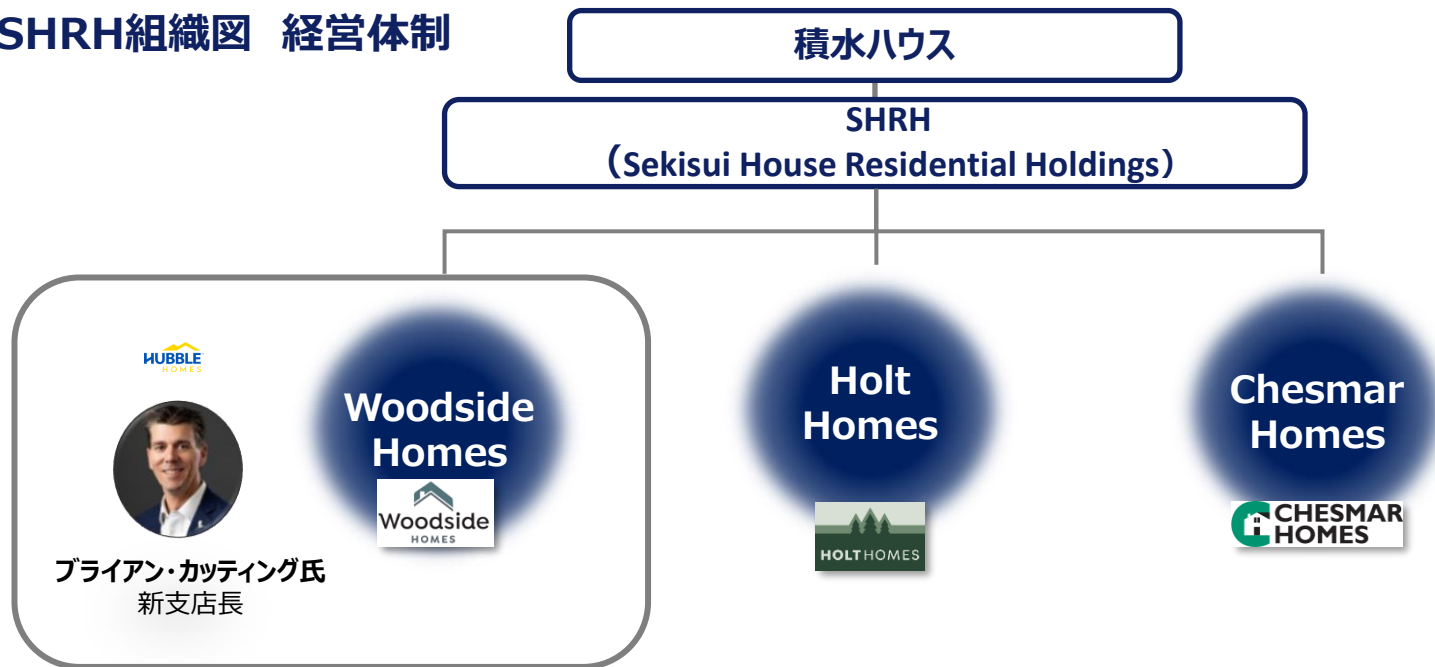 SHRH組織図 経営体制
積水ハウス
SHRH
（Sekisui House Residential Holdings）
HUBBLE
HOMES
ブライアン・カッティング氏
新支店長
Woodside
Homes
Woodside
HOMES
Holt
Homes
HOLT HOMES
Chesmar
Homes
CHESMAR
HOMES